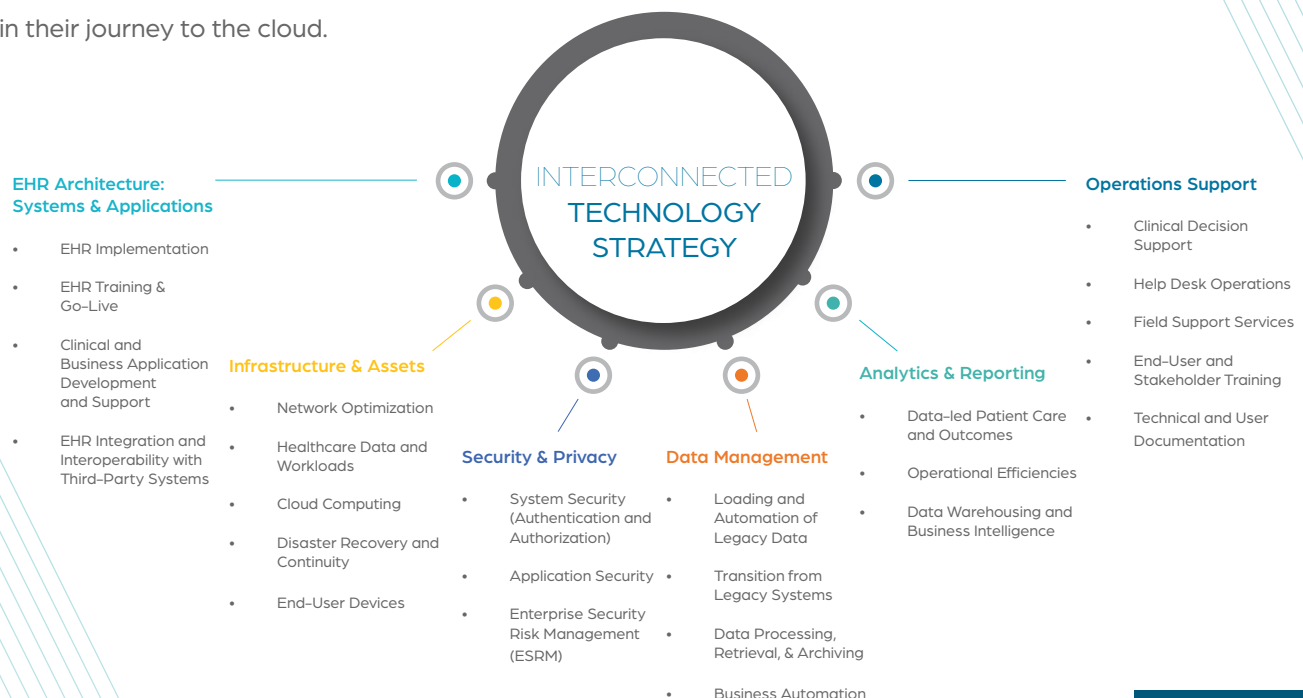 in their journey to the cloud.
INTERCONNECTED
TECHNOLOGY
STRATEGY
EHR Architecture:
Systems & Applications
• EHR Implementation
• EHR Training &
Go-Live
• Clinical and
Business Application
Development
and Support
• EHR Integration and
Interoperability with
Third-Party Systems
Infrastructure & Assets
• Network Optimization
• Healthcare Data and
Workloads
• Cloud Computing
• Disaster Recovery and
Continuity
• End-User Devices
Security & Privacy
• System Security
(Authentication and
Authorization)
• Application Security
• Enterprise Security
Risk Management
(ESRM)
Data Management
• Loading and
Automation of
Legacy Data
• Transition from
Legacy Systems
• Data Processing,
Retrieval, & Archiving
• Business Automation
Analytics & Reporting
• Data-led Patient Care
and Outcomes
• Operational Efficiencies
• Data Warehousing and
Business Intelligence
Operations Support
• Clinical Decision
Support
• Help Desk Operations
• Field Support Services
• End-User and
Stakeholder Training
• Technical and User
Documentation